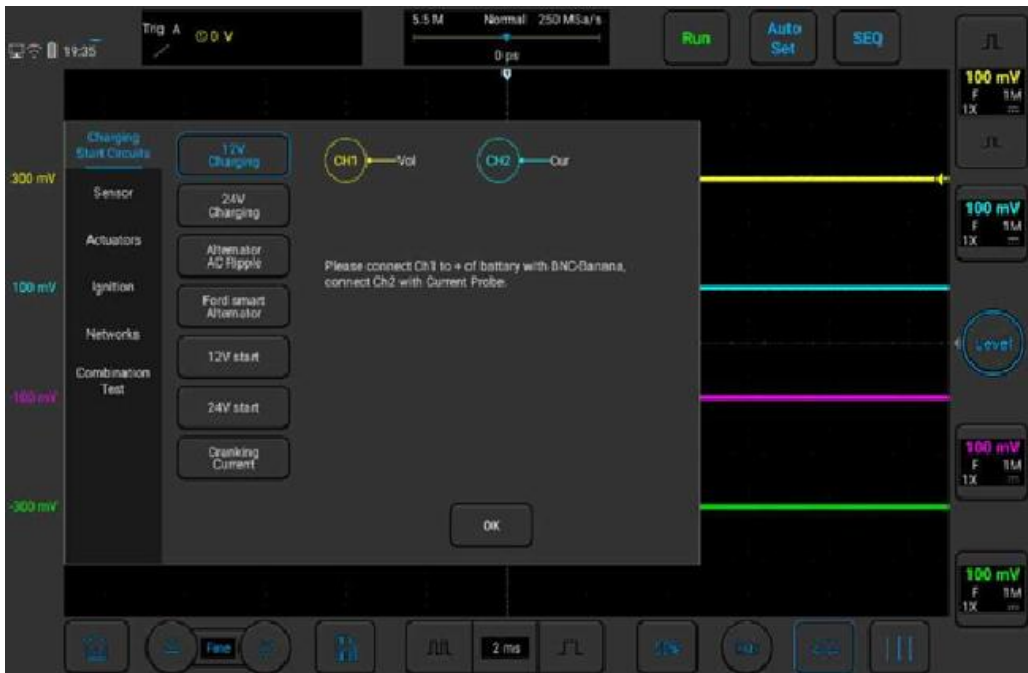 5.5 M Normal 250 MSa/s
Trig A ① 0 V
19:35
0 ps
Run
Auto
Set
SEQ
100 mV
F 1M
1X
Charging
Start Circuits
Sensor
Actuators
Ignition
Networks
Combination
Test
12V
Charging
24V
Charging
Alternator
AC Ripple
Ford smart
Alternator
12V start
24V start
Cranking
Current
CH1 Vol
CH2 Cur
Please connect Ch1 to + of battary with BNC-Banana,
connect Ch2 with Current Probe.
OK
300 mV
100 mV
-100 mV
-300 mV
100 mV
F 1M
1X
Level
100 mV
F 1M
1X
100 mV
F 1M
1X
Fine
2 ms
50%